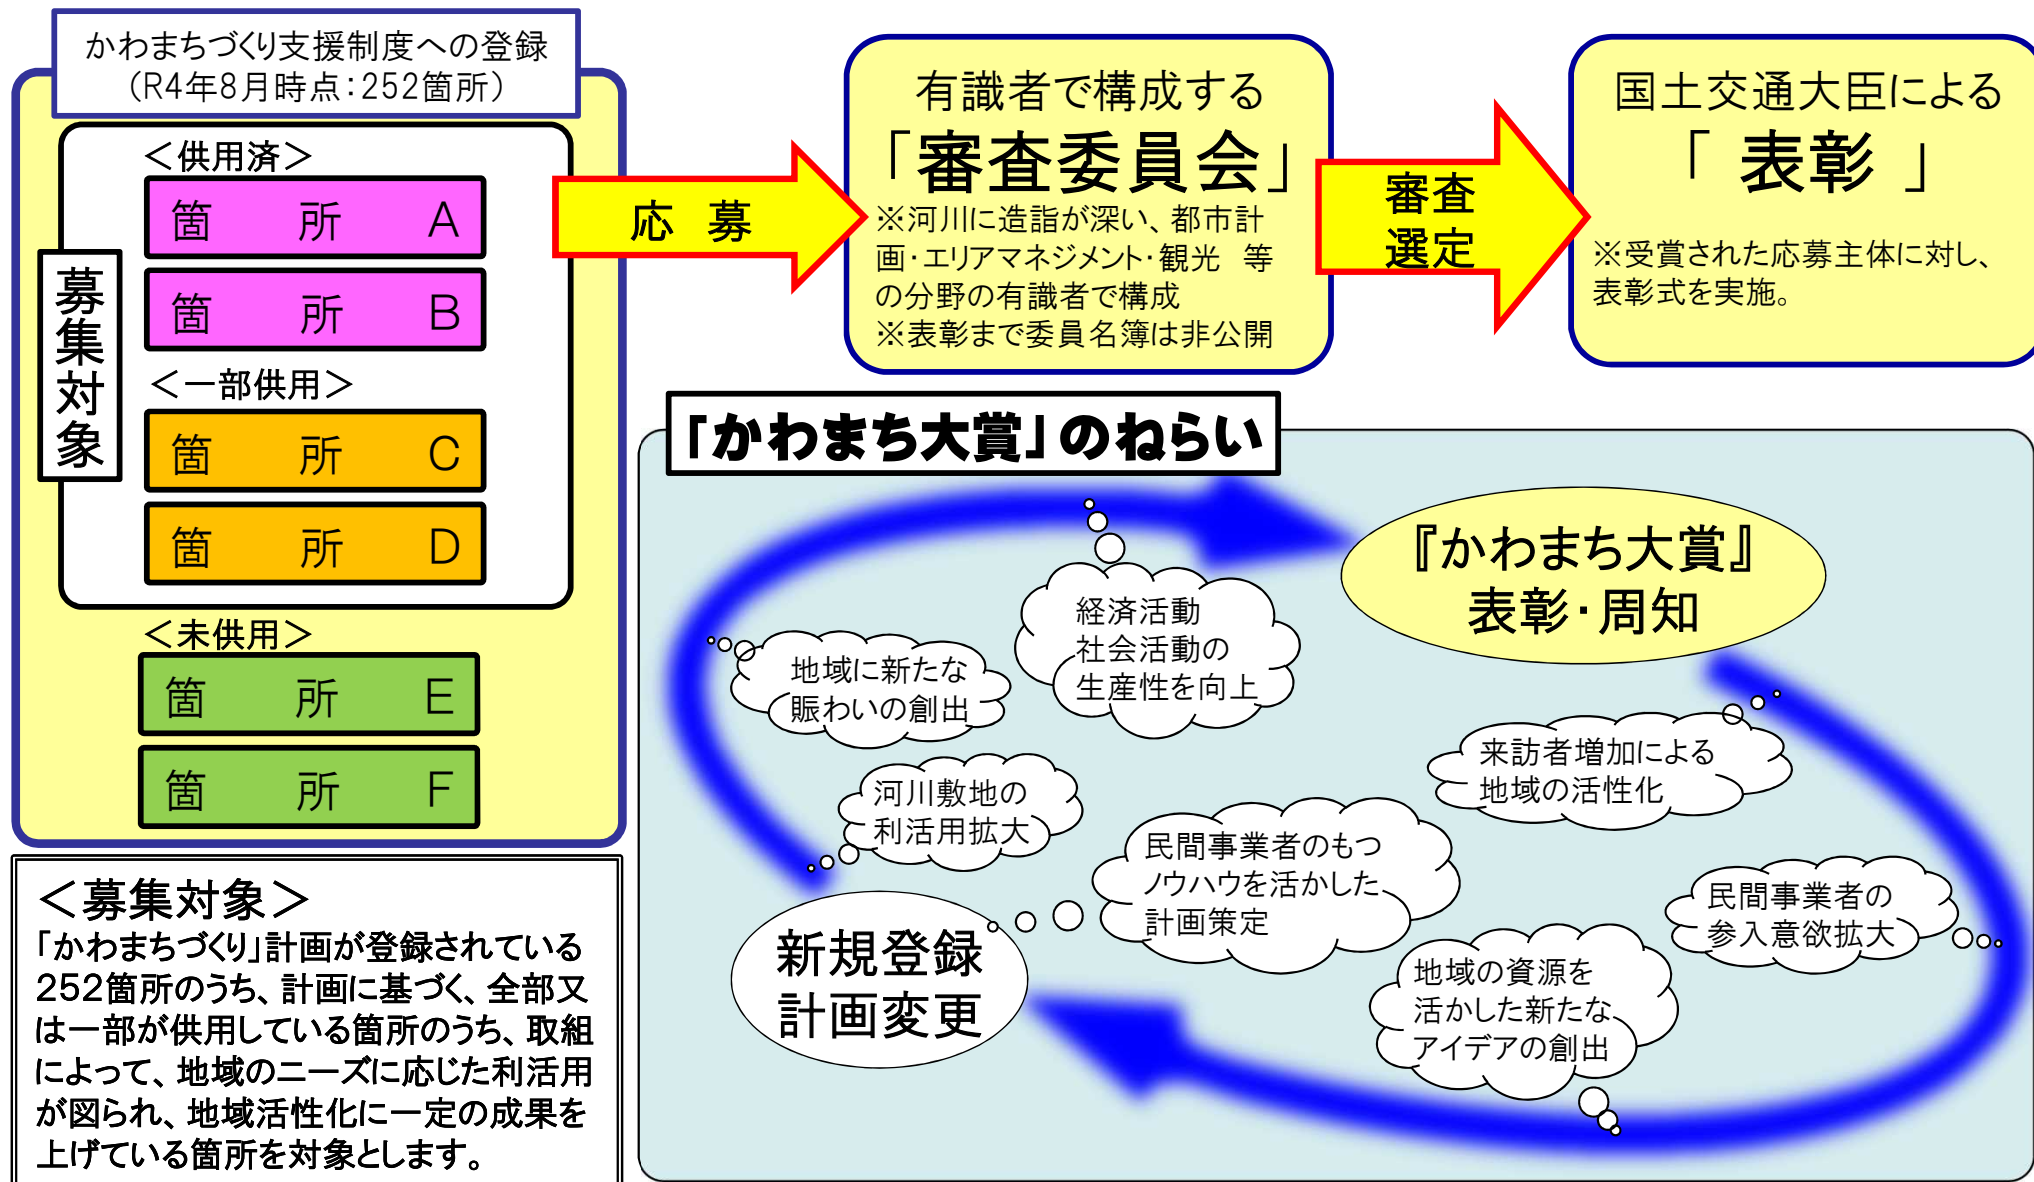 かわまちづくり支援制度への登録
（R4年8月時点：252箇所）
＜供用済＞
箇　所　A
箇　所　B
＜一部供用＞
箇　所　C
箇　所　D
募集対象
＜未供用＞
箇　所　E
箇　所　F
応 募
有識者で構成する
「審査委員会」
※河川に造詣が深い、都市計
画・エリアマネジメント・観光　等
の分野の有識者で構成
※表彰まで委員名簿は非公開
審査
選定
国土交通大臣による
「 表彰 」
※受賞された応募主体に対し、
表彰式を実施。
＜募集対象＞
「かわまちづくり」計画が登録されている
252箇所のうち、計画に基づく、全部又
は一部が供用している箇所のうち、取組
によって、地域のニーズに応じた利活用
が図られ、地域活性化に一定の成果を
上げている箇所を対象とします。
「かわまち大賞」のねらい
『かわまち大賞』
表彰・周知
経済活動
社会活動の
生産性を向上
地域に新たな
賑わいの創出
河川敷地の
利活用拡大
来訪者増加による
地域の活性化
民間事業者のもつ
ノウハウを活かした
計画策定
民間事業者の
参入意欲拡大
地域の資源を
活かした新たな
アイデアの創出
新規登録
計画変更